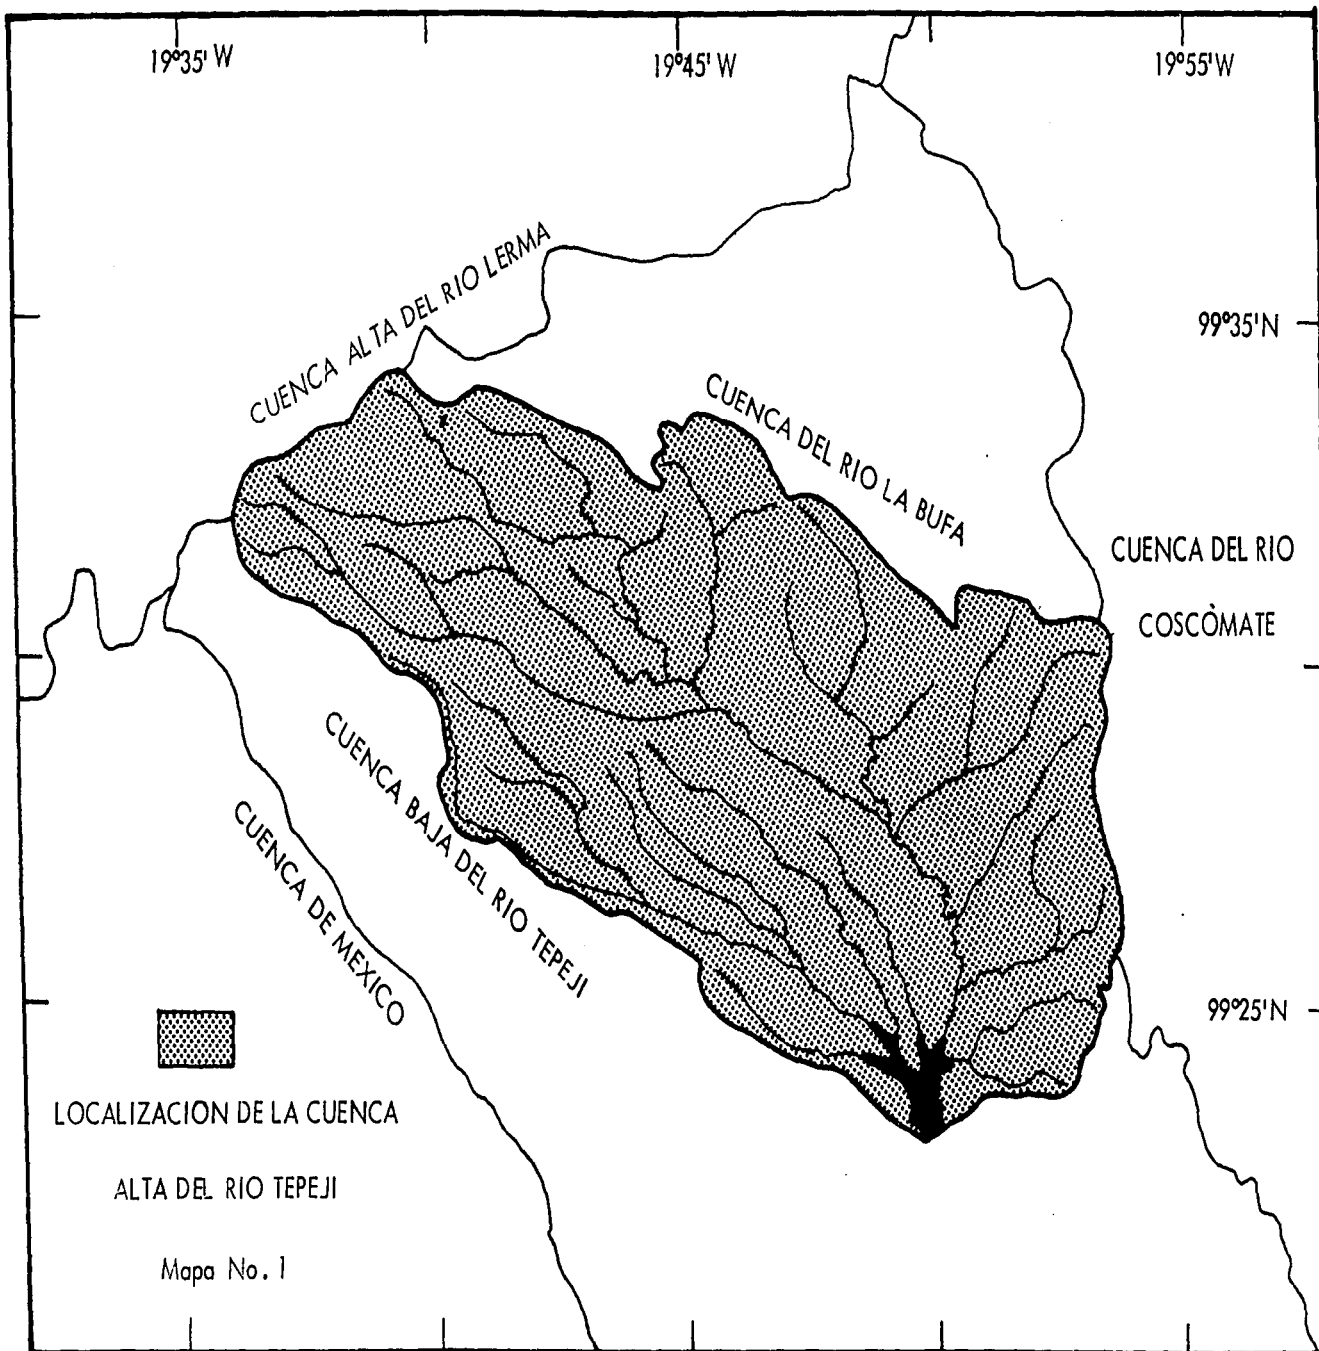 19°35' W
19°45' W
19°55' W
CUENCA ALTA DEL RIO LERMA
99°35' N
CUENCA DEL RIO LA BUFA
CUENCA DEL RIO
COSCÒMATE
CUENCA BAJA DEL RIO TEPEJI
CUENCA DE MEXICO
99°25' N
LOCALIZACION DE LA CUENCA
ALTA DEL RIO TEPEJI
Mapa No. 1